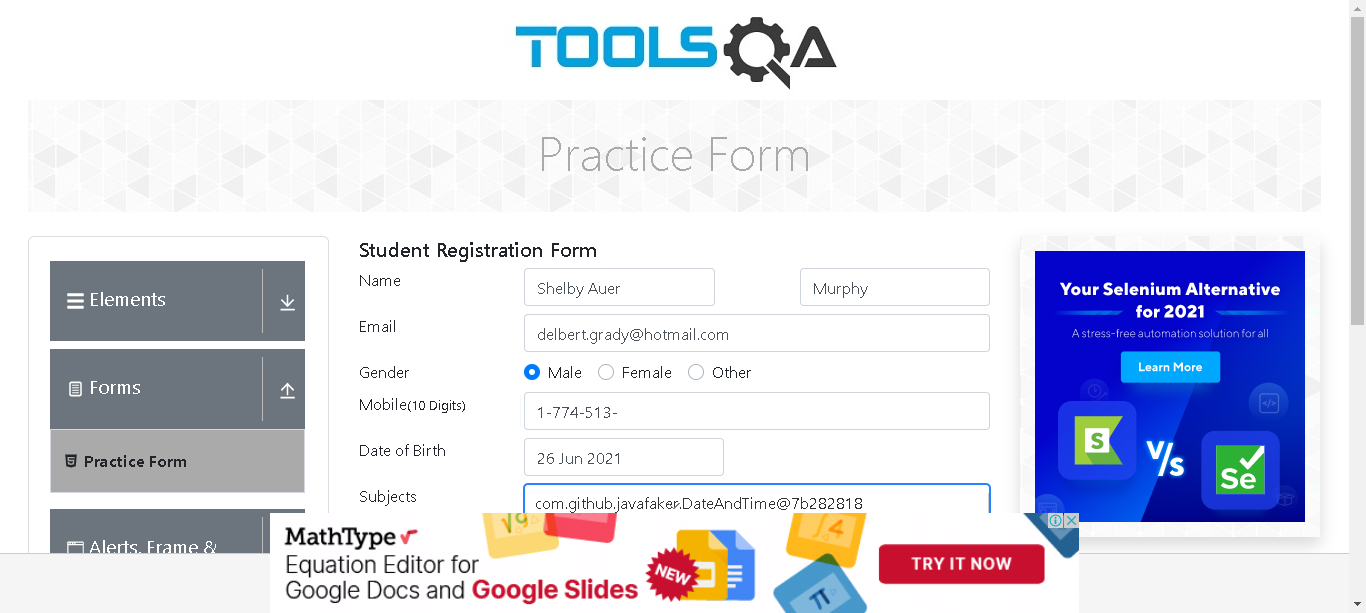 TOOLSQA
Practice Form
Elements
Forms
Practice Form
Alerts, Frame &
Student Registration Form
Name
Shelby Auer
Murphy
Email
delbert.grady@hotmail.com
Gender
Male
Female
Other
Mobile(10 Digits)
1-774-513-
Date of Birth
26 Jun 2021
Subjects
com.github.javafaker.DateAndTime@7b282818
Your Selenium Alternative
for 2021
A stress-free automation solution for all
Learn More
S
V/s
Se
MathType
Equation Editor for
Google Docs and Google Slides
NEW
√9
4
π
TRY IT NOW